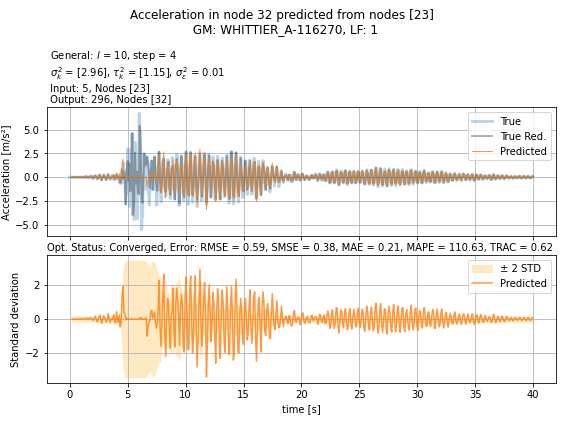 Acceleration in node 32 predicted from nodes [23]
GM: WHITTIER_A-116270, LF: 1
General: l = 10, step = 4
σ²ₖ = [2.96], τ²ₖ = [1.15], σ²ε = 0.01
Input: 5, Nodes [23]
Output: 296, Nodes [32]
Acceleration [m/s²]
5.0
2.5
0.0
−2.5
−5.0
True
True Red.
Predicted
Opt. Status: Converged, Error: RMSE = 0.59, SMSE = 0.38, MAE = 0.21, MAPE = 110.63, TRAC = 0.62
Standard deviation
2
0
−2
± 2 STD
Predicted
0 5 10 15 20 25 30 35 40
time [s]